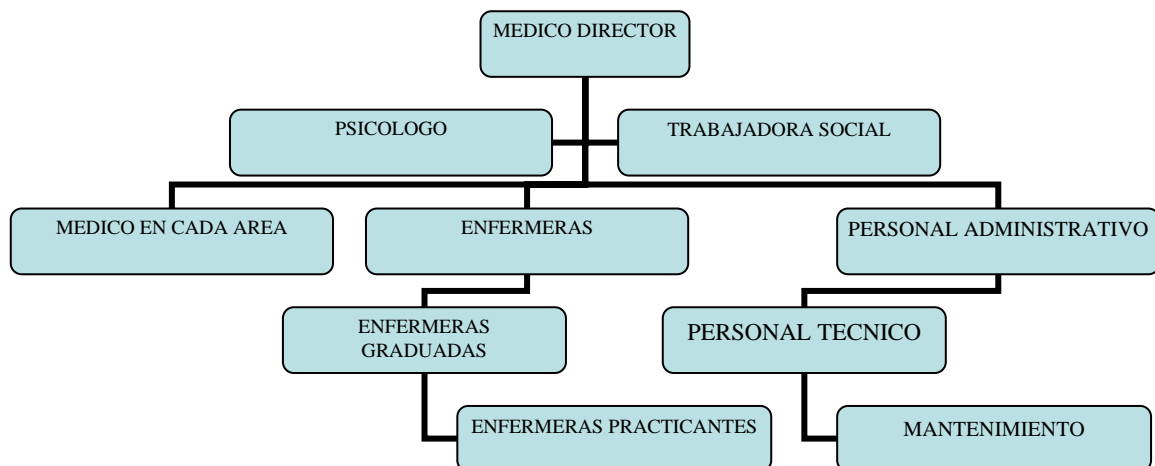 MEDICO DIRECTOR
PSICOLOGO
TRABAJADORA SOCIAL
MEDICO EN CADA AREA
ENFERMERAS
PERSONAL ADMINISTRATIVO
ENFERMERAS
GRADUADAS
PERSONAL TECNICO
ENFERMERAS PRACTICANTES
MANTENIMIENTO